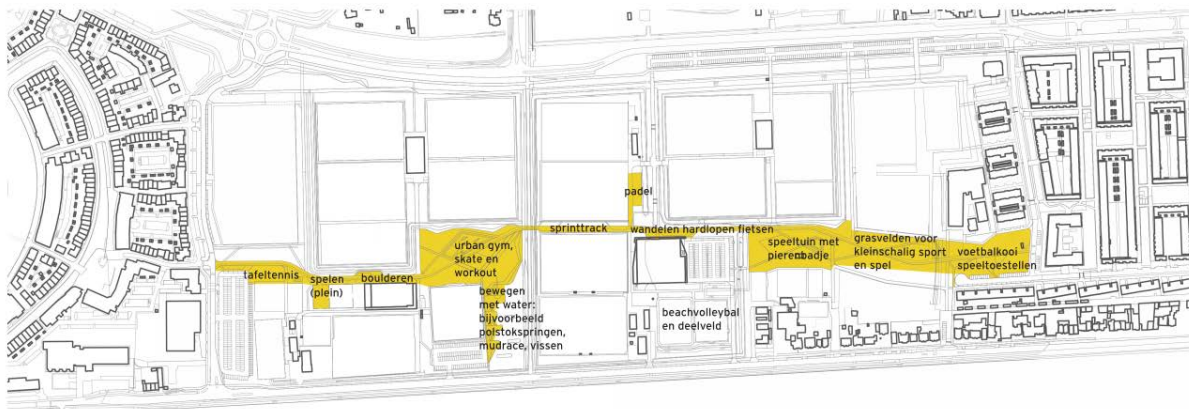 padel
sprinttrack
wandelen hardlopen fietsen
urban gym,
skate en
workout
speeltuin met
pierenbadje
grasvelden voor
kleinschalig sport
en spel
voetbalkooi
speeltoestellen
tafeltennis
spelen
(plein)
boulderen
bewegen
met water:
bijvoorbeeld
polstokspringen,
mudrace, vissen
beachvolleybal
en deelveld